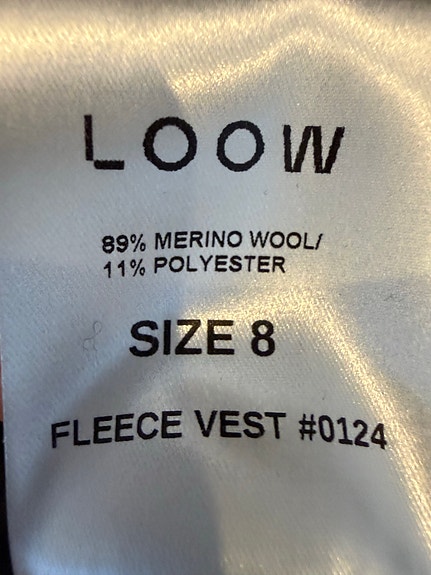 LOOW
89% MERINO WOOL/
11% POLYESTER
SIZE 8
FLEECE VEST #0124